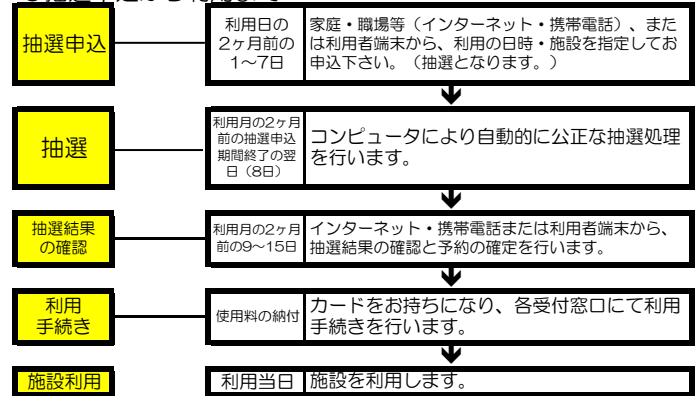 抽選申込
利用日の
2ヶ月前の
1～7日
家庭・職場等（インターネット・携帯電話）、また
は利用者端末から、利用の日時・施設を指定してお
申込下さい。（抽選となります。）
抽選
利用月の2ヶ月
前の抽選申込
期間終了の翌
日（8日）
コンピュータにより自動的に公正な抽選処理
を行います。
抽選結果
の確認
利用月の2ヶ月
前の9～15日
インターネット・携帯電話または利用者端末から、
抽選結果の確認と予約の確定を行います。
利用
手続き
使用料の納付
カードをお持ちになり、各受付窓口にて利用
手続きを行います。
施設利用
利用当日
施設を利用します。